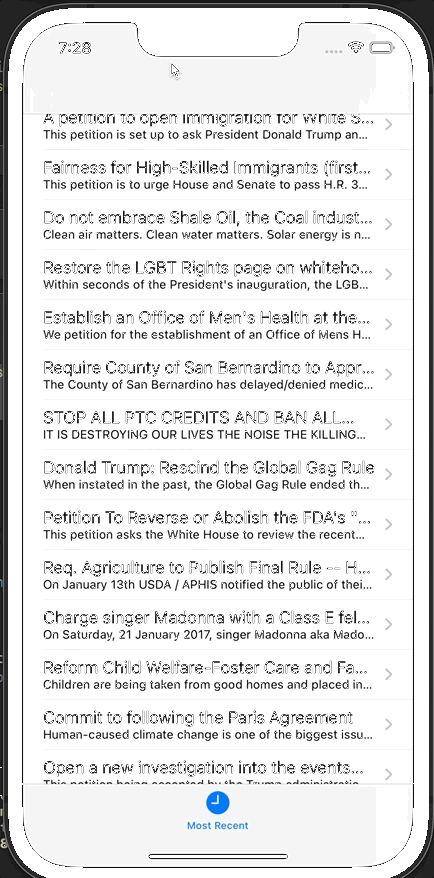 7:28
A petition to open immigration for White S...
This petition is set up to ask President Donald Trump an...
Fairness for High-Skilled Immigrants (first...
This petition is to urge House and Senate to pass H.R. 3...
Do not embrace Shale Oil, the Coal indust...
Clean air matters. Clean water matters. Solar energy is n...
Restore the LGBT Rights page on whiteho...
Within seconds of the President's inauguration, the LGB...
Establish an Office of Men's Health at the...
We petition for the establishment of an Office of Mens H...
Require County of San Bernardino to Appr...
The County of San Bernardino has delayed/denied medic...
STOP ALL PTC CREDITS AND BAN ALL...
IT IS DESTROYING OUR LIVES THE NOISE THE KILLING...
Donald Trump: Rescind the Global Gag Rule
When instated in the past, the Global Gag Rule ended th...
Petition To Reverse or Abolish the FDA's "...
This petition asks the White House to review the recent...
Req. Agriculture to Publish Final Rule -- H...
On January 13th USDA / APHIS notified the public of thei...
Charge singer Madonna with a Class E fel...
On Saturday, 21 January 2017, singer Madonna aka Mado...
Reform Child Welfare-Foster Care and Fa...
Children are being taken from good homes and placed in...
Commit to following the Paris Agreement
Human-caused climate change is one of the biggest issu...
Open a new investigation into the events...
This petition being accepted by the Trump administratio...
Most Recent